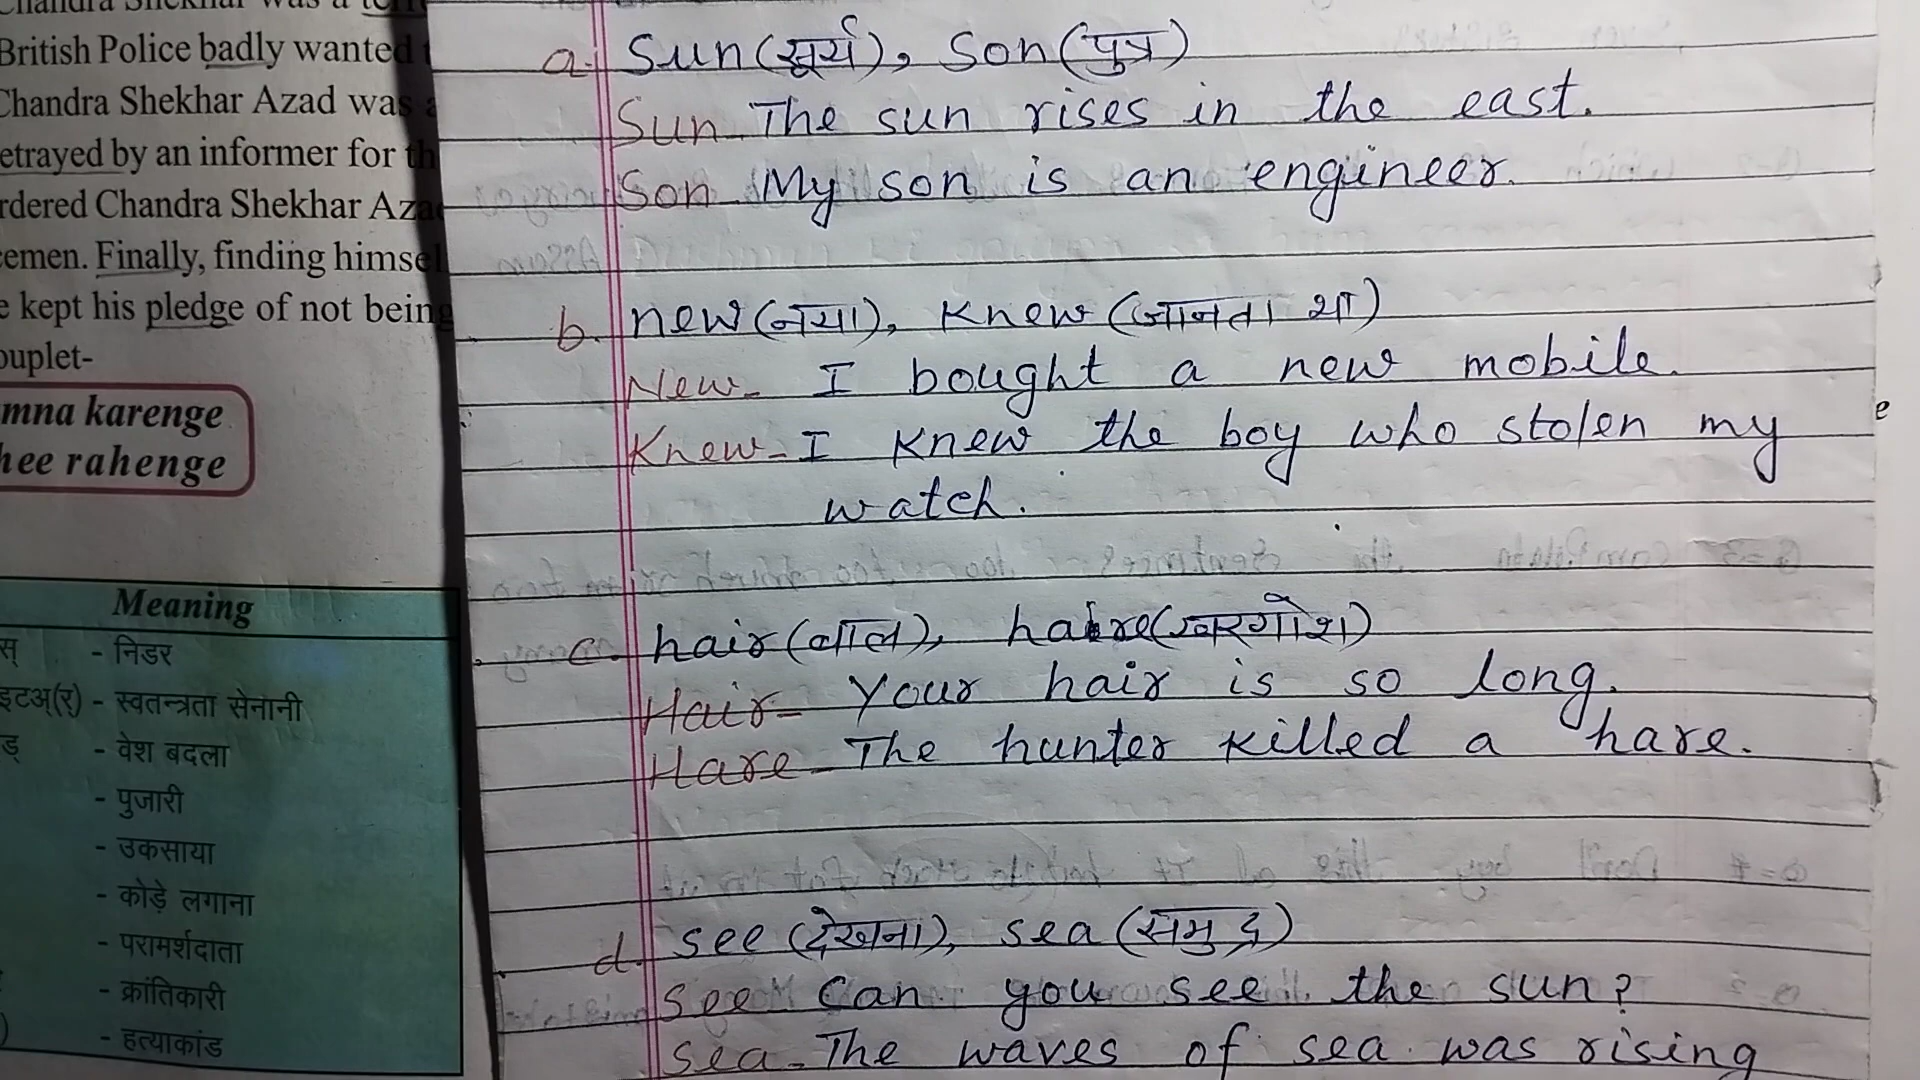 British Police badly wanted
Chandra Shekhar Azad was
etrayed by an informer for th
rdered Chandra Shekhar Aza
emen. Finally, finding himsel
e kept his pledge of not being
ouplet-
mna karenge
hee rahenge
Meaning
स् - निडर
इटअ(र) - स्वतन्त्रता सेनानी
ड् - वेश बदला
- पुजारी
- उकसाया
- कोड़े लगाना
- परामर्शदाता
- क्रांतिकारी
) - हत्याकांड
a. Sun (सूर्य), Son (पुत्र)
Sun - The sun rises in the east.
Son - My son is an engineer.
b. new (नया), Knew (जानता था)
New - I bought a new mobile.
Knew - I knew the boy who stolen my
watch.
c. hair (बाल), hare (खरगोश)
Hair - Your hair is so long.
Hare - The hunter killed a hare.
d. see (देखना), sea (समुद्र)
See Can you see the sun?
Sea - The waves of sea was rising
e